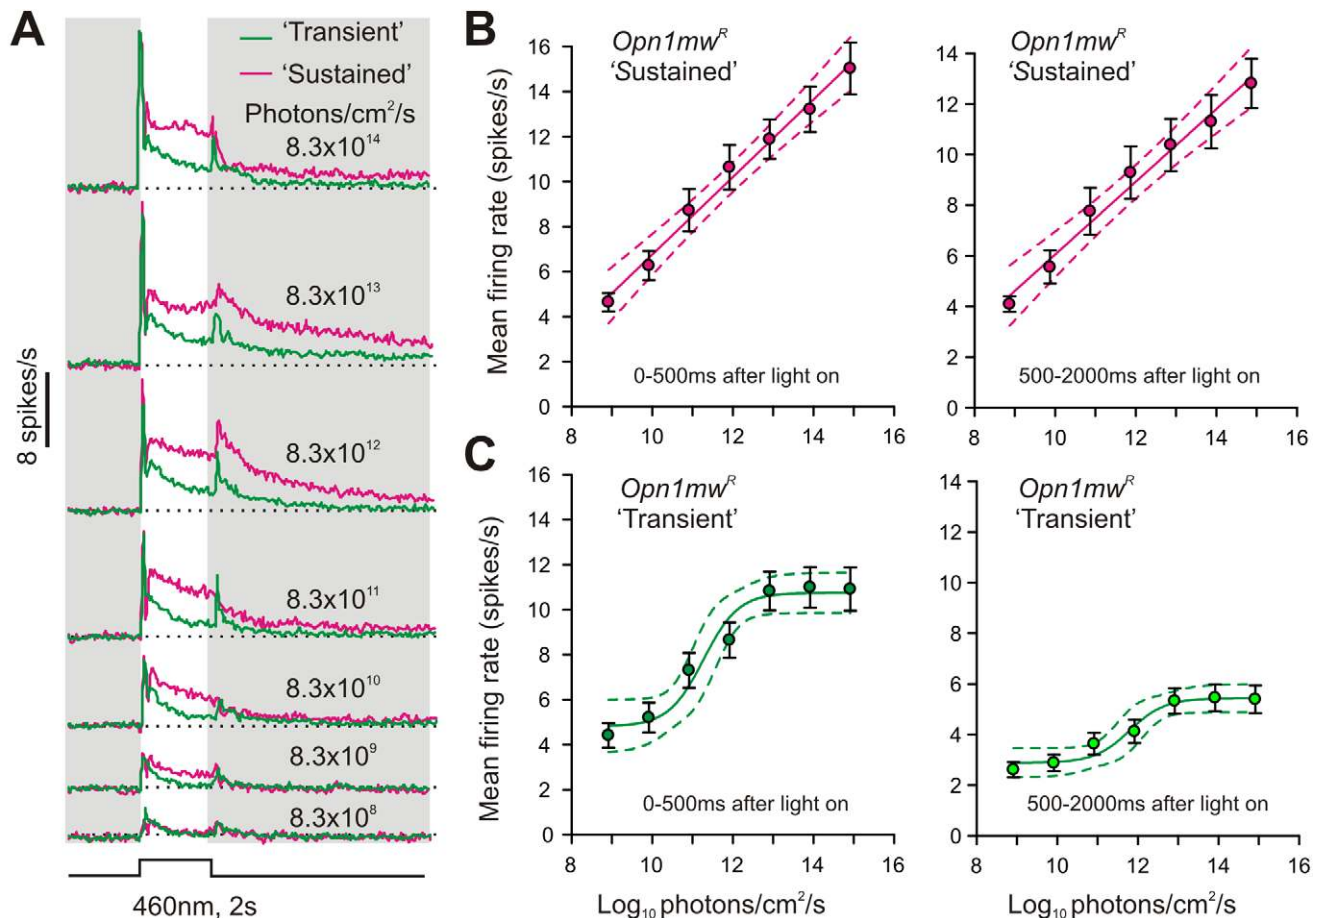 A
'Transient'
'Sustained'
Photons/cm²/s
8.3x10¹⁴
8.3x10¹³
8.3x10¹²
8.3x10¹¹
8.3x10¹⁰
8.3x10⁹
8.3x10⁸
8 spikes/s
460nm, 2s
B
Opn1mwᴿ
'Sustained'
Mean firing rate (spikes/s)
16
14
12
10
8
6
4
2
0
0-500ms after light on
8 10 12 14 16
Opn1mwᴿ
'Sustained'
16
14
12
10
8
6
4
2
0
500-2000ms after light on
8 10 12 14 16
C
Opn1mwᴿ
'Transient'
Mean firing rate (spikes/s)
16
14
12
10
8
6
4
2
0
0-500ms after light on
8 10 12 14 16
Log₁₀ photons/cm²/s
Opn1mwᴿ
'Transient'
16
14
12
10
8
6
4
2
0
500-2000ms after light on
8 10 12 14 16
Log₁₀ photons/cm²/s